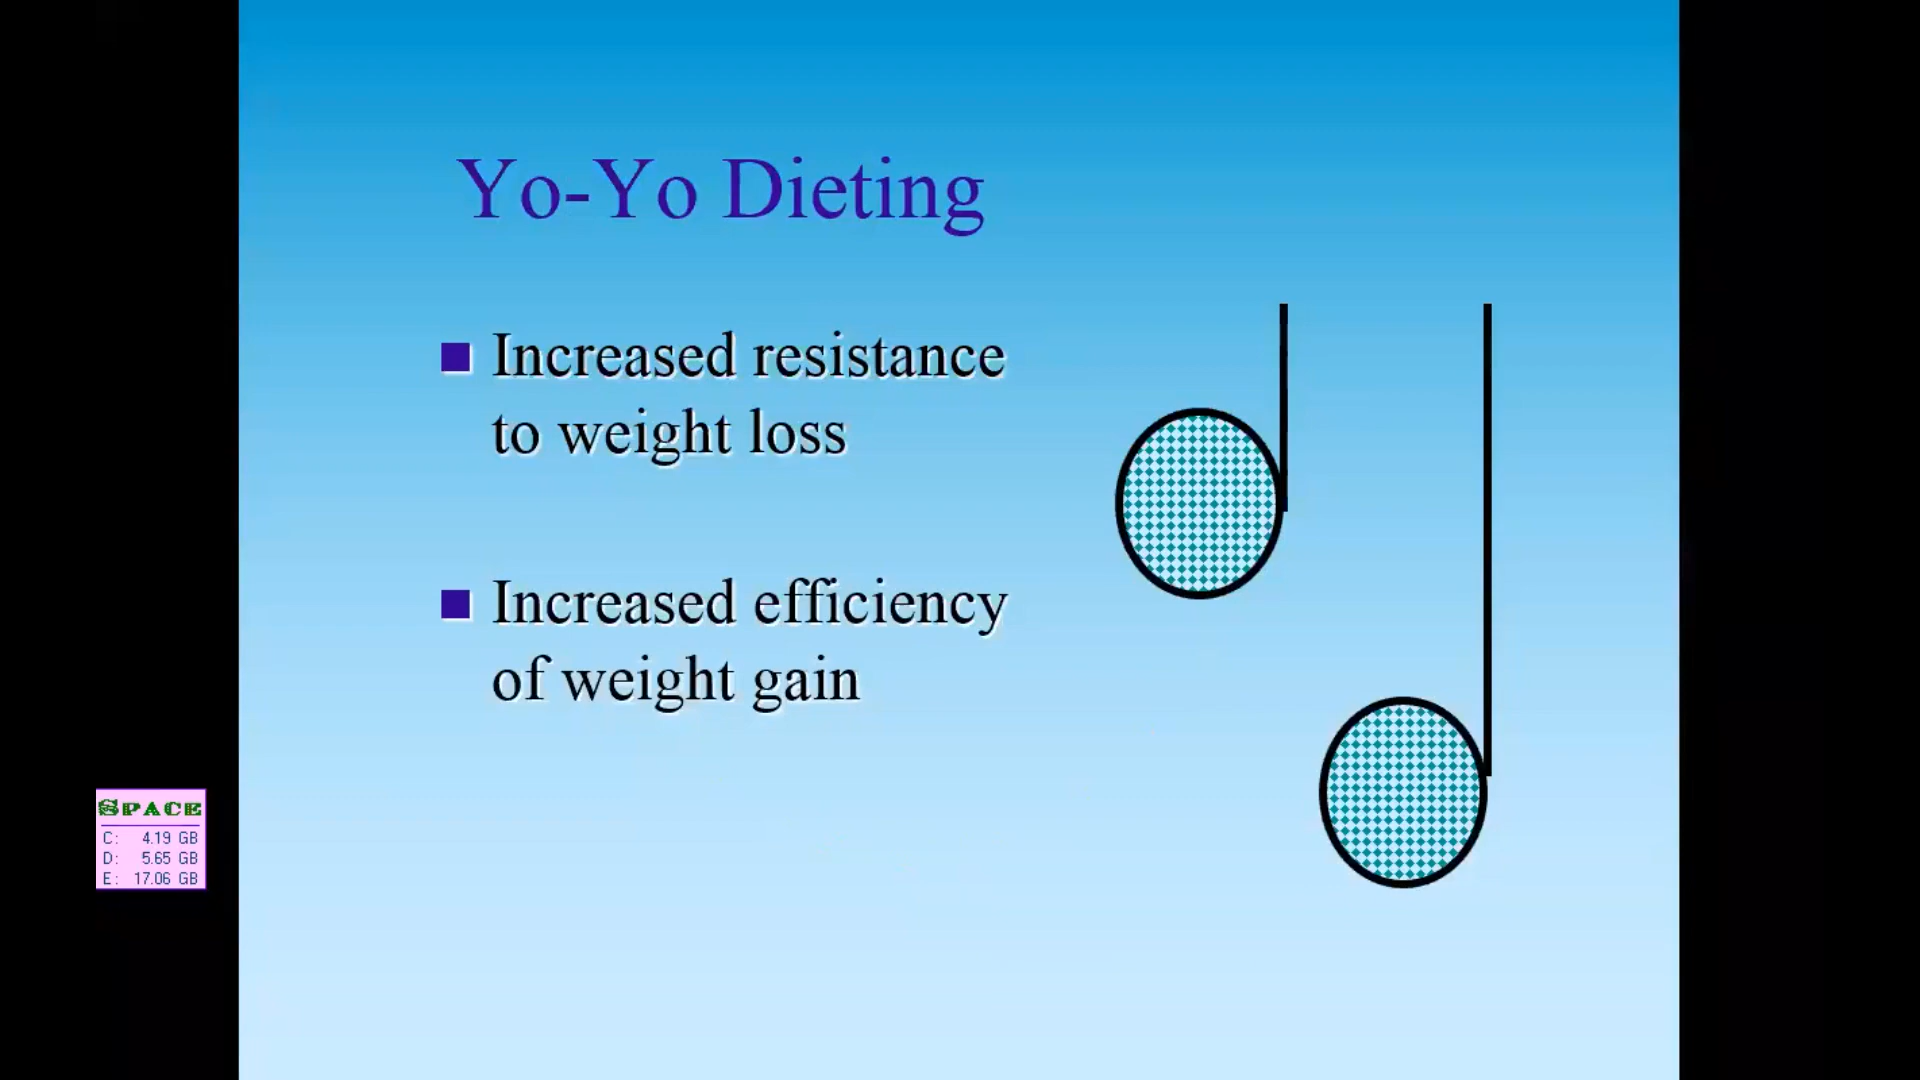 Yo-Yo Dieting
Increased resistance
to weight loss
Increased efficiency
of weight gain
SPACE
C: 4.19 GB
D: 5.65 GB
E: 17.06 GB